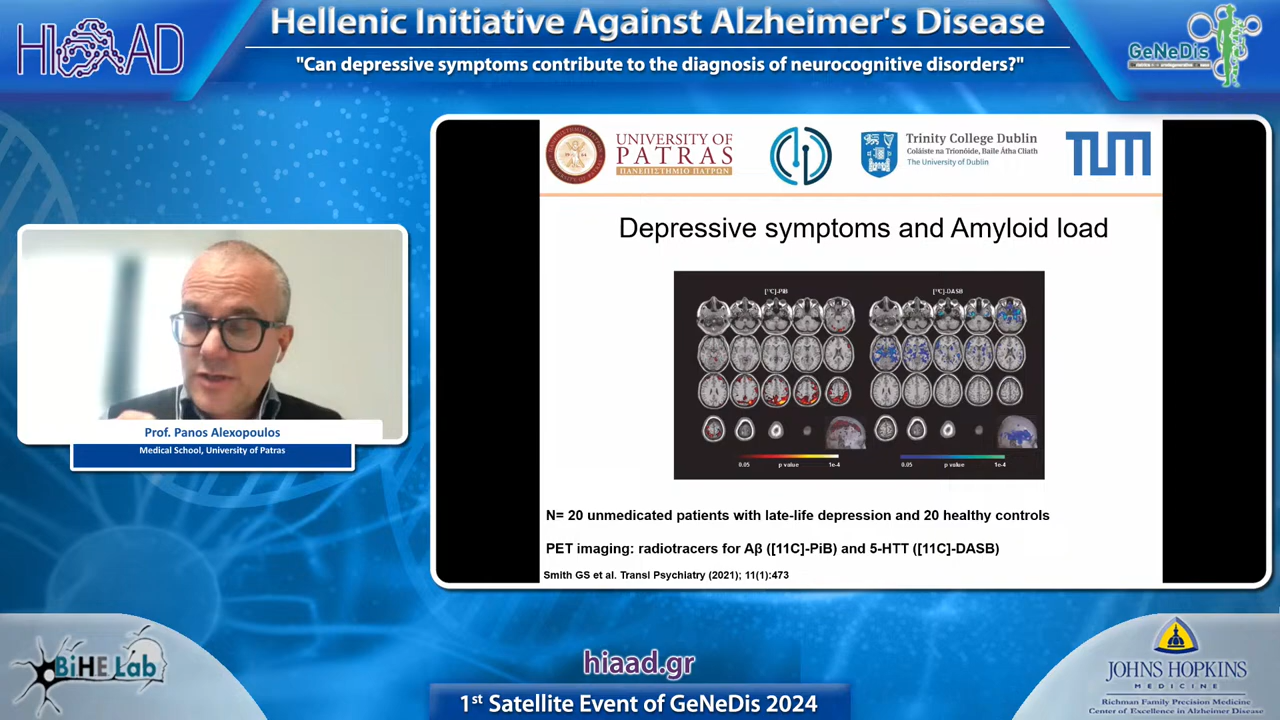 HIAAD
Hellenic Initiative Against Alzheimer's Disease
"Can depressive symptoms contribute to the diagnosis of neurocognitive disorders?"
GeNeDis
UNIVERSITY OF
PATRAS
ΠΑΝΕΠΙΣΤΗΜΙΟ ΠΑΤΡΩΝ
Trinity College Dublin
Coláiste na Tríonóide, Baile Átha Cliath
The University of Dublin
TUM
Depressive symptoms and Amyloid load
[¹¹C]-PiB
[¹¹C]-DASB
0.05 p value 1e-4
0.05 p value 1e-4
N= 20 unmedicated patients with late-life depression and 20 healthy controls
PET imaging: radiotracers for Aβ ([11C]-PiB) and 5-HTT ([11C]-DASB)
Smith GS et al. Transl Psychiatry (2021); 11(1):473
Prof. Panos Alexopoulos
Medical School, University of Patras
BiHE Lab
hiaad.gr
1st Satellite Event of GeNeDis 2024
JOHNS HOPKINS
MEDICINE
Richman Family Precision Medicine
Center of Excellence in Alzheimer Disease